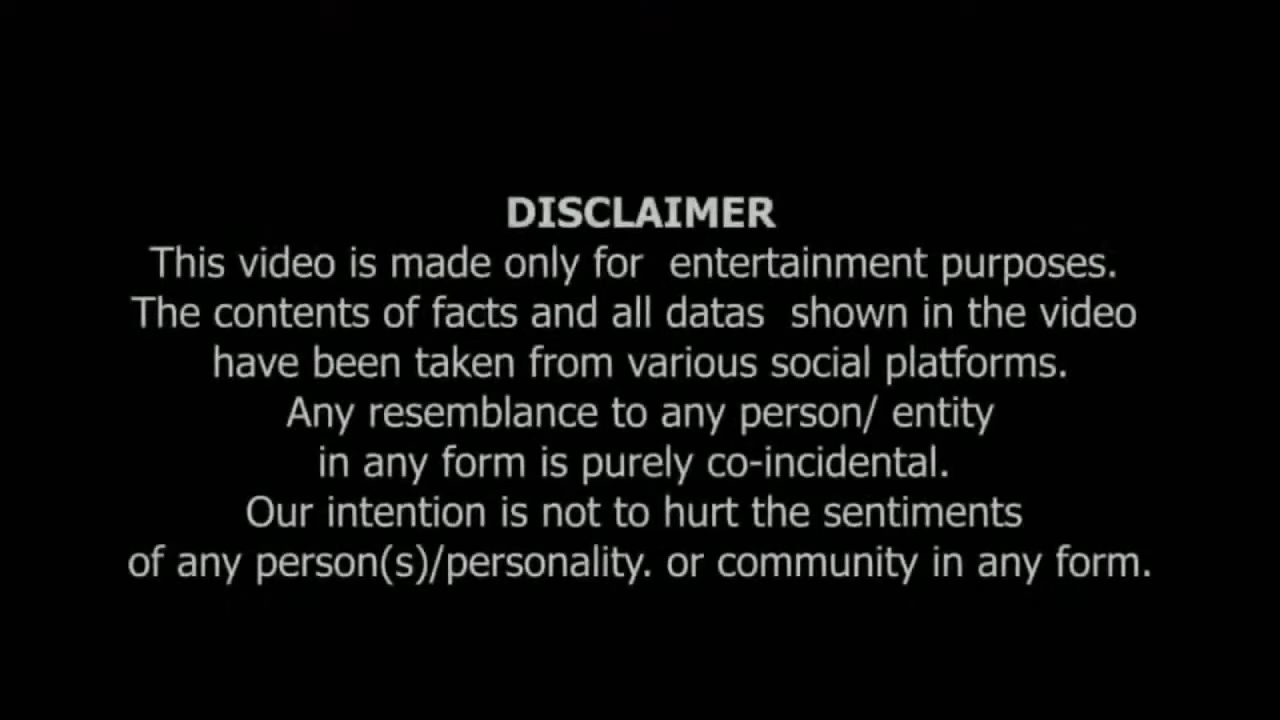 DISCLAIMER
This video is made only for  entertainment purposes.
The contents of facts and all datas  shown in the video
have been taken from various social platforms.
Any resemblance to any person/ entity
in any form is purely co-incidental.
Our intention is not to hurt the sentiments
of any person(s)/personality. or community in any form.